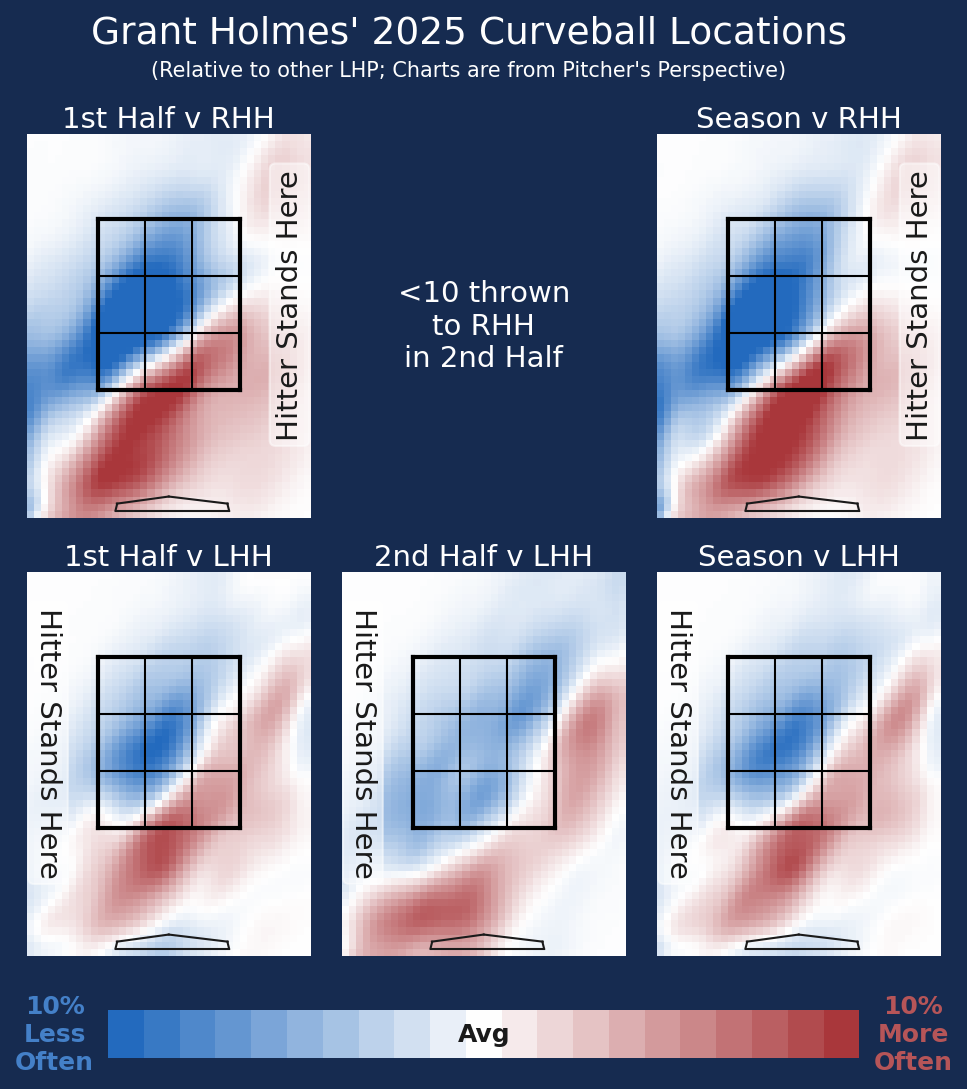 Grant Holmes' 2025 Curveball Locations
(Relative to other LHP; Charts are from Pitcher's Perspective)
1st Half v RHH
Season v RHH
Hitter Stands Here
<10 thrown
to RHH
in 2nd Half
Hitter Stands Here
1st Half v LHH
2nd Half v LHH
Season v LHH
Hitter Stands Here
Hitter Stands Here
Hitter Stands Here
10%
Less
Often
Avg
10%
More
Often